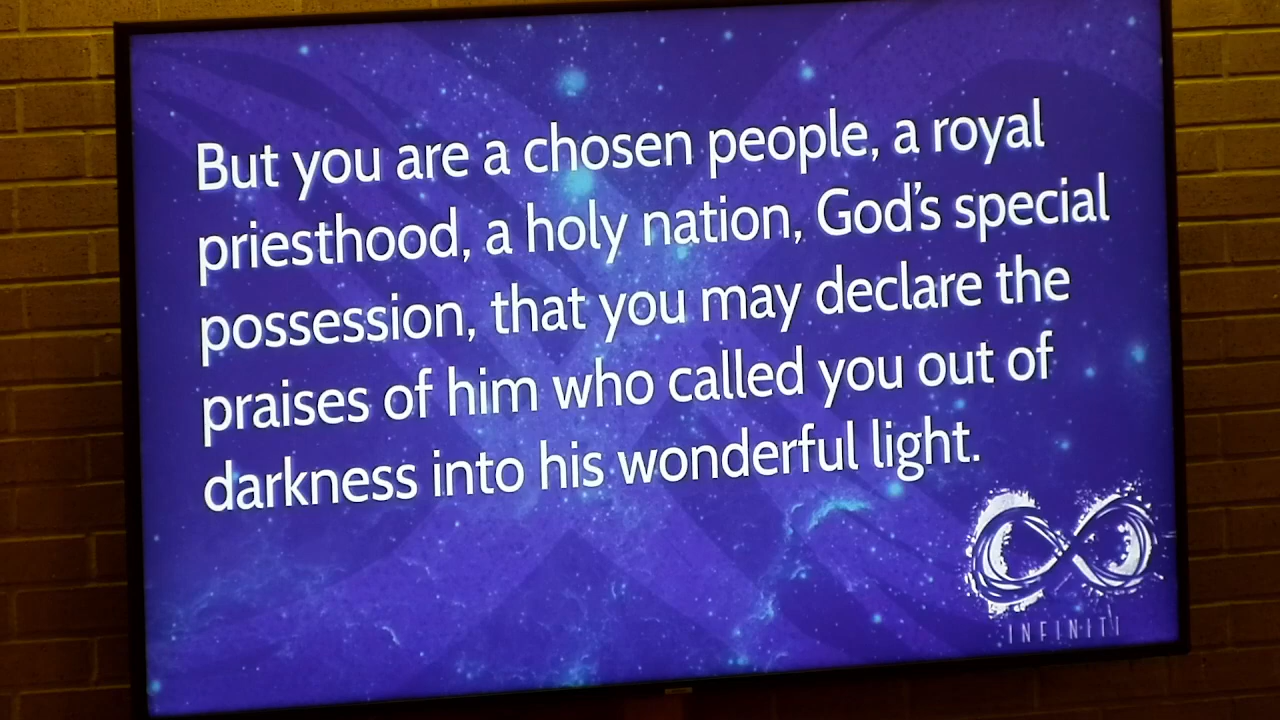 But you are a chosen people, a royal
priesthood, a holy nation, God's special
possession, that you may declare the
praises of him who called you out of
darkness into his wonderful light.
INFINITI